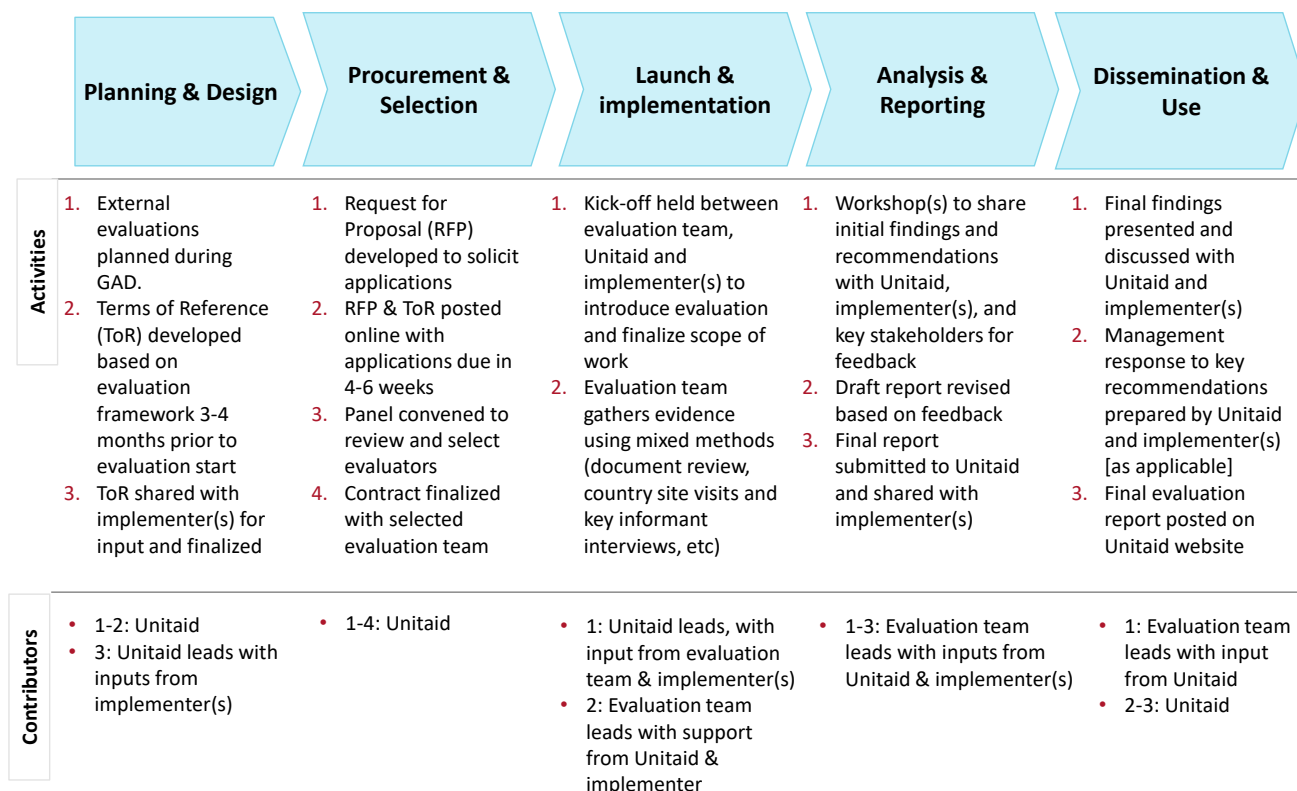 Planning & Design
Procurement &
Selection
Launch &
implementation
Analysis &
Reporting
Dissemination &
Use
Activities
1. External
evaluations
planned during
GAD.
2. Terms of Reference
(ToR) developed
based on
evaluation
framework 3-4
months prior to
evaluation start
3. ToR shared with
implementer(s) for
input and finalized
1. Request for
Proposal (RFP)
developed to solicit
applications
2. RFP & ToR posted
online with
applications due in
4-6 weeks
3. Panel convened to
review and select
evaluators
4. Contract finalized
with selected
evaluation team
1. Kick-off held between
evaluation team,
Unitaid and
implementer(s) to
introduce evaluation
and finalize scope of
work
2. Evaluation team
gathers evidence
using mixed methods
(document review,
country site visits and
key informant
interviews, etc)
1. Workshop(s) to share
initial findings and
recommendations
with Unitaid,
implementer(s), and
key stakeholders for
feedback
2. Draft report revised
based on feedback
3. Final report
submitted to Unitaid
and shared with
implementer(s)
1. Final findings
presented and
discussed with
Unitaid and
implementer(s)
2. Management
response to key
recommendations
prepared by Unitaid
and implementer(s)
[as applicable]
3. Final evaluation
report posted on
Unitaid website
Contributors
• 1-2: Unitaid
• 3: Unitaid leads with
inputs from
implementer(s)
• 1-4: Unitaid
• 1: Unitaid leads, with
input from evaluation
team & implementer(s)
• 2: Evaluation team
leads with support
from Unitaid &
implementer
• 1-3: Evaluation team
leads with inputs from
Unitaid & implementer(s)
• 1: Evaluation team
leads with input
from Unitaid
• 2-3: Unitaid